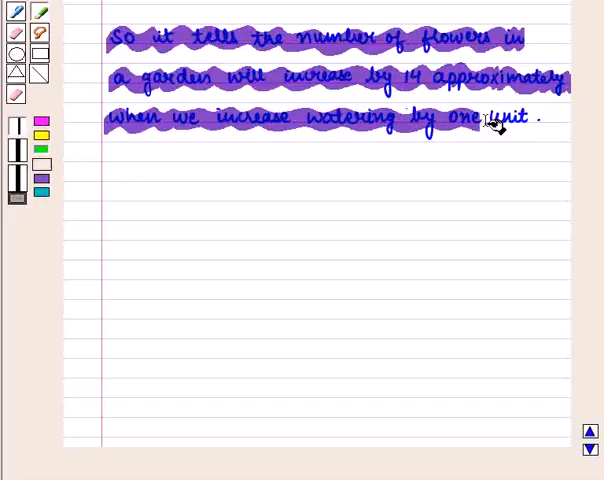 So it tells the number of flowers in
a garden will increase by 14 approximately
when we increase watering by one unit.